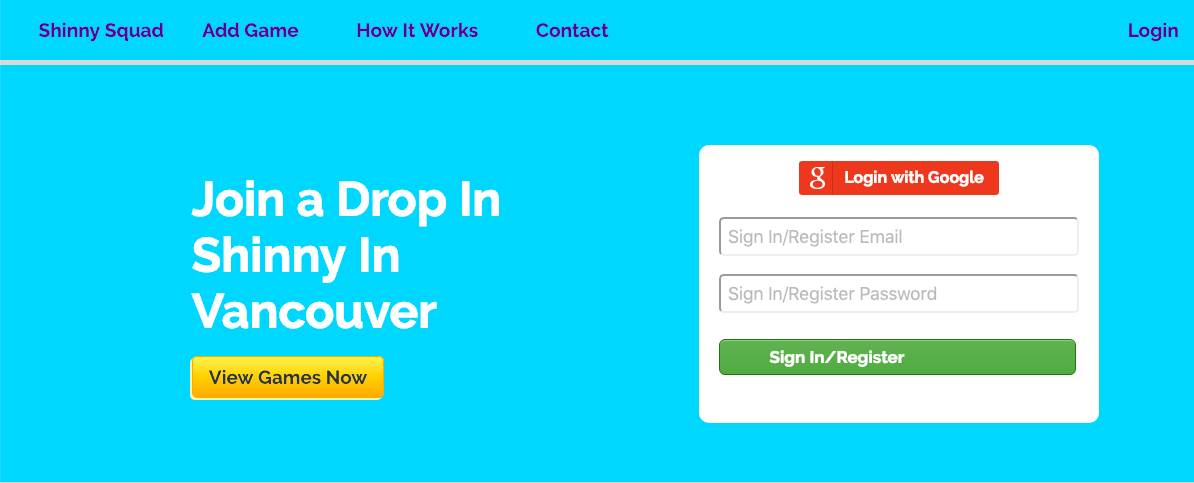 Shinny Squad Add Game How It Works Contact Login
Join a Drop In
Shinny In
Vancouver
View Games Now
g Login with Google
Sign In/Register Email
Sign In/Register Password
Sign In/Register